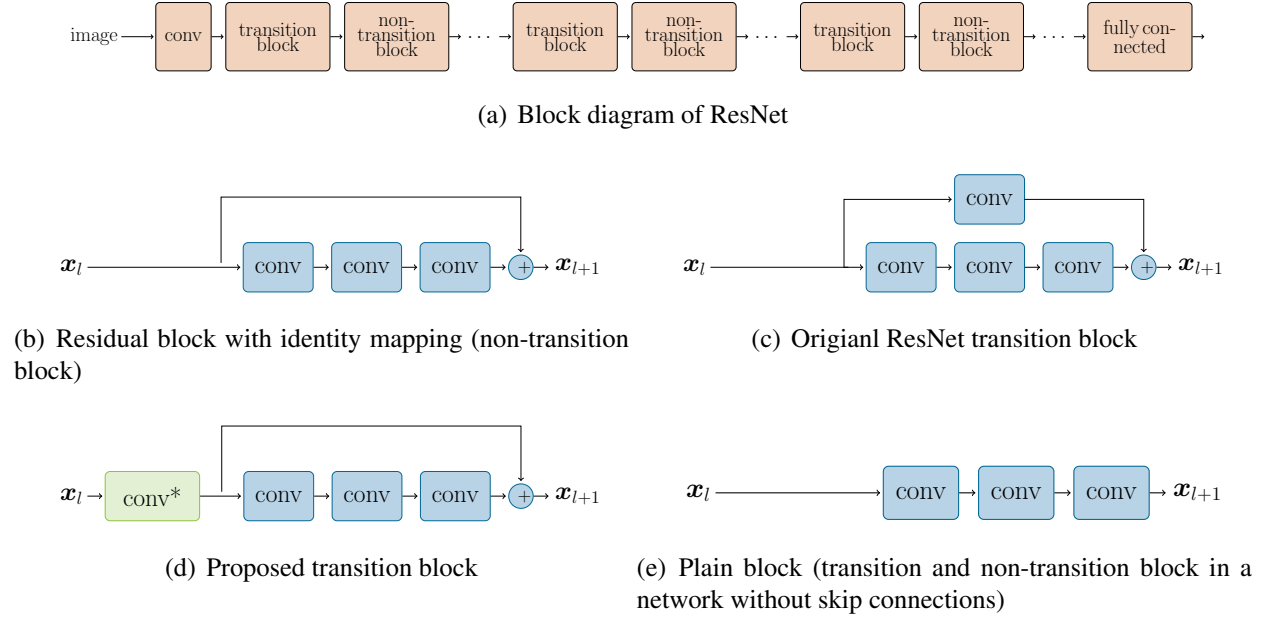 image conv transition block non-transition block · · · transition block non-transition block · · · transition block non-transition block · · · fully con-nected
(a) Block diagram of ResNet
x_l conv conv conv + x_{l+1}
(b) Residual block with identity mapping (non-transition
block)
conv
x_l conv conv conv + x_{l+1}
(c) Origianl ResNet transition block
x_l conv* conv conv conv + x_{l+1}
(d) Proposed transition block
x_l conv conv conv x_{l+1}
(e) Plain block (transition and non-transition block in a
network without skip connections)